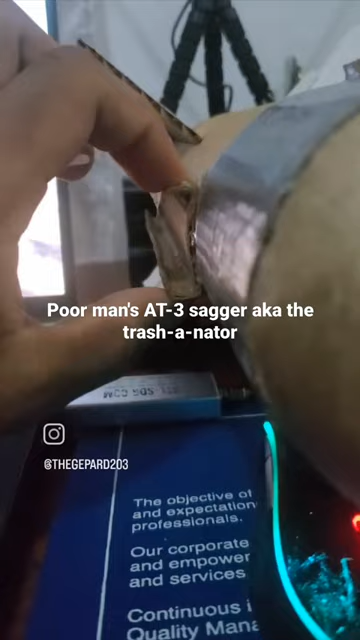 Poor man's AT-3 sagger aka the
trash-a-nator
@THEGEPARD203
The objective of
and expectation
professionals.
Our corporate
and empower
and services
Continuous i
Quality Mana